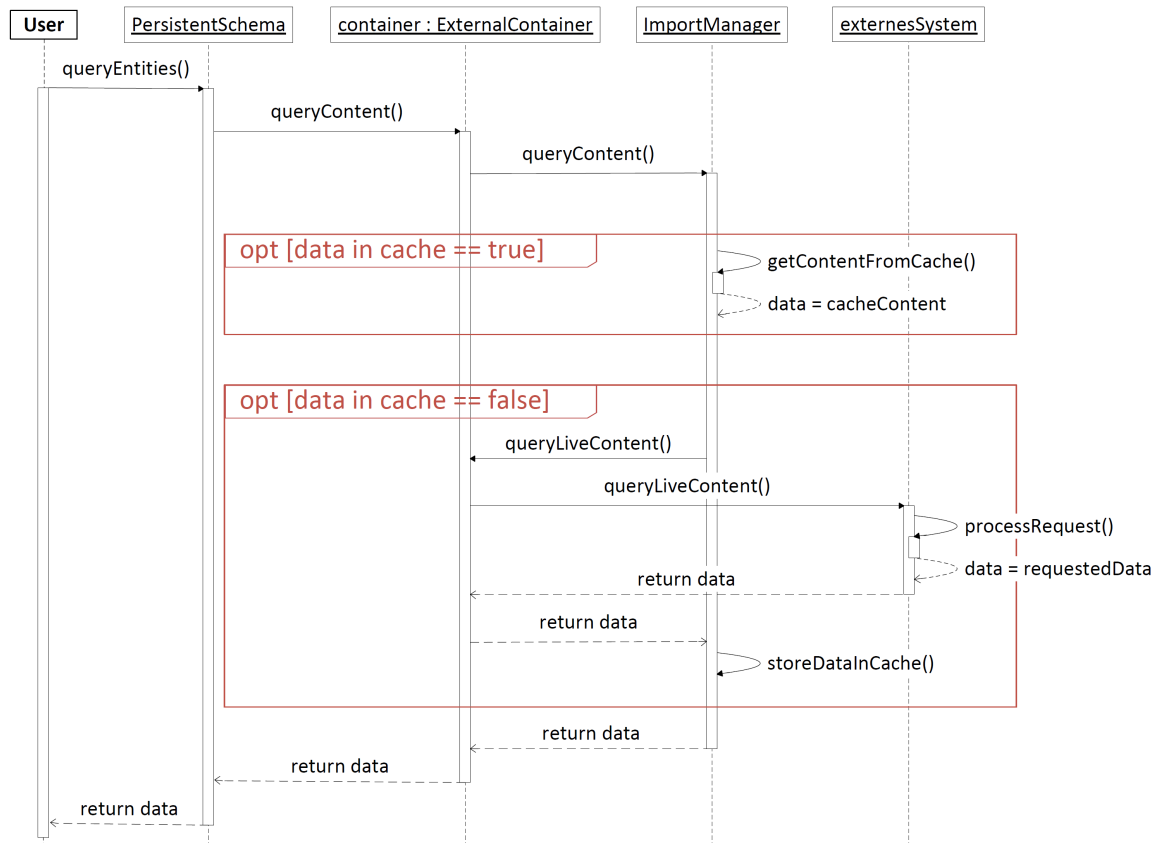 User
PersistentSchema
container : ExternalContainer
ImportManager
externesSystem
queryEntities()
queryContent()
queryContent()
opt [data in cache == true]
getContentFromCache()
data = cacheContent
opt [data in cache == false]
queryLiveContent()
queryLiveContent()
processRequest()
data = requestedData
return data
return data
storeDataInCache()
return data
return data
return data